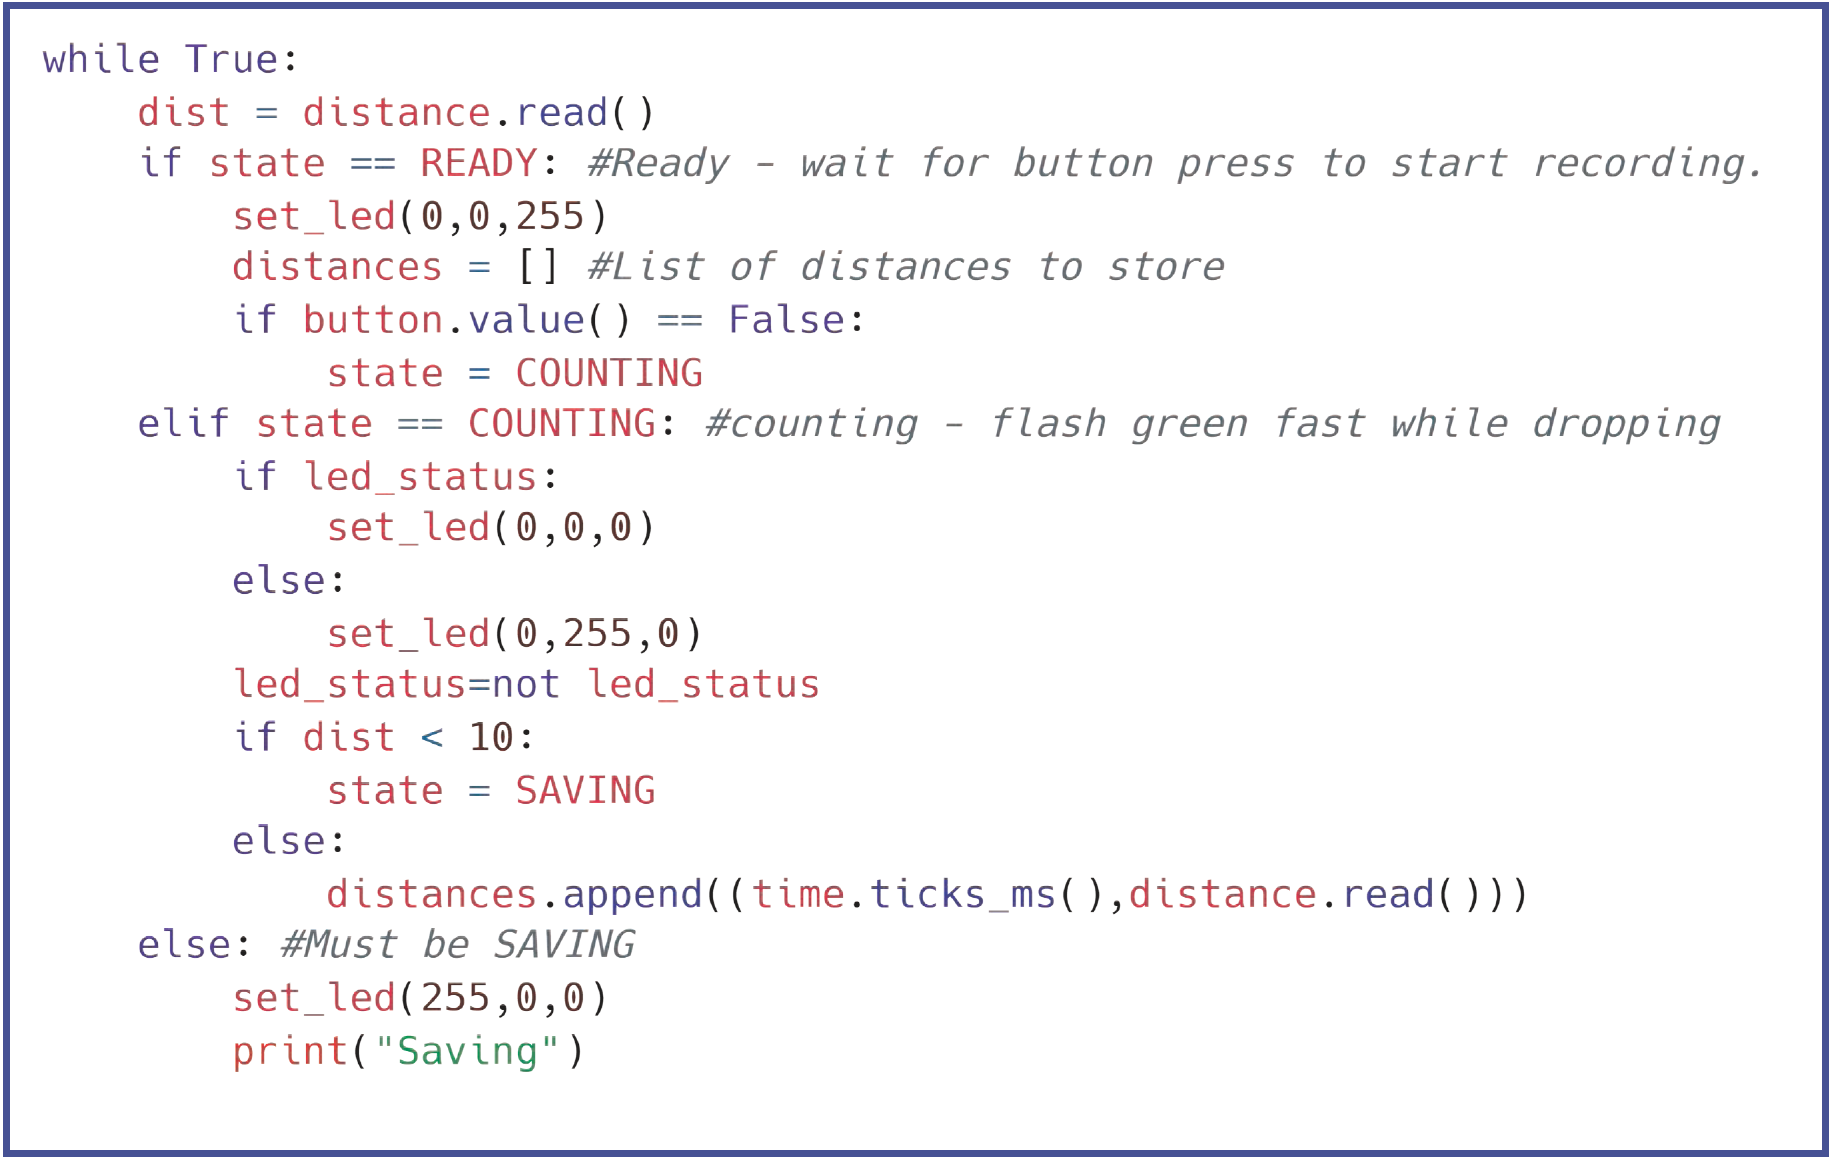 while True:
    dist = distance.read()
    if state == READY: #Ready – wait for button press to start recording.
        set_led(0,0,255)
        distances = [] #List of distances to store
        if button.value() == False:
            state = COUNTING
    elif state == COUNTING: #counting – flash green fast while dropping
        if led_status:
            set_led(0,0,0)
        else:
            set_led(0,255,0)
        led_status=not led_status
        if dist < 10:
            state = SAVING
        else:
            distances.append((time.ticks_ms(),distance.read()))
    else: #Must be SAVING
        set_led(255,0,0)
        print("Saving")